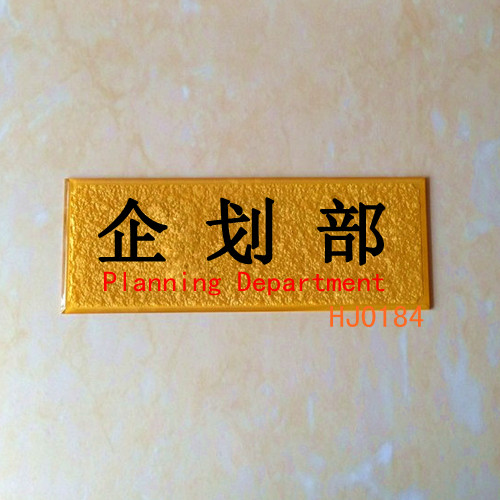 企划部
Planning Department
HJ0184